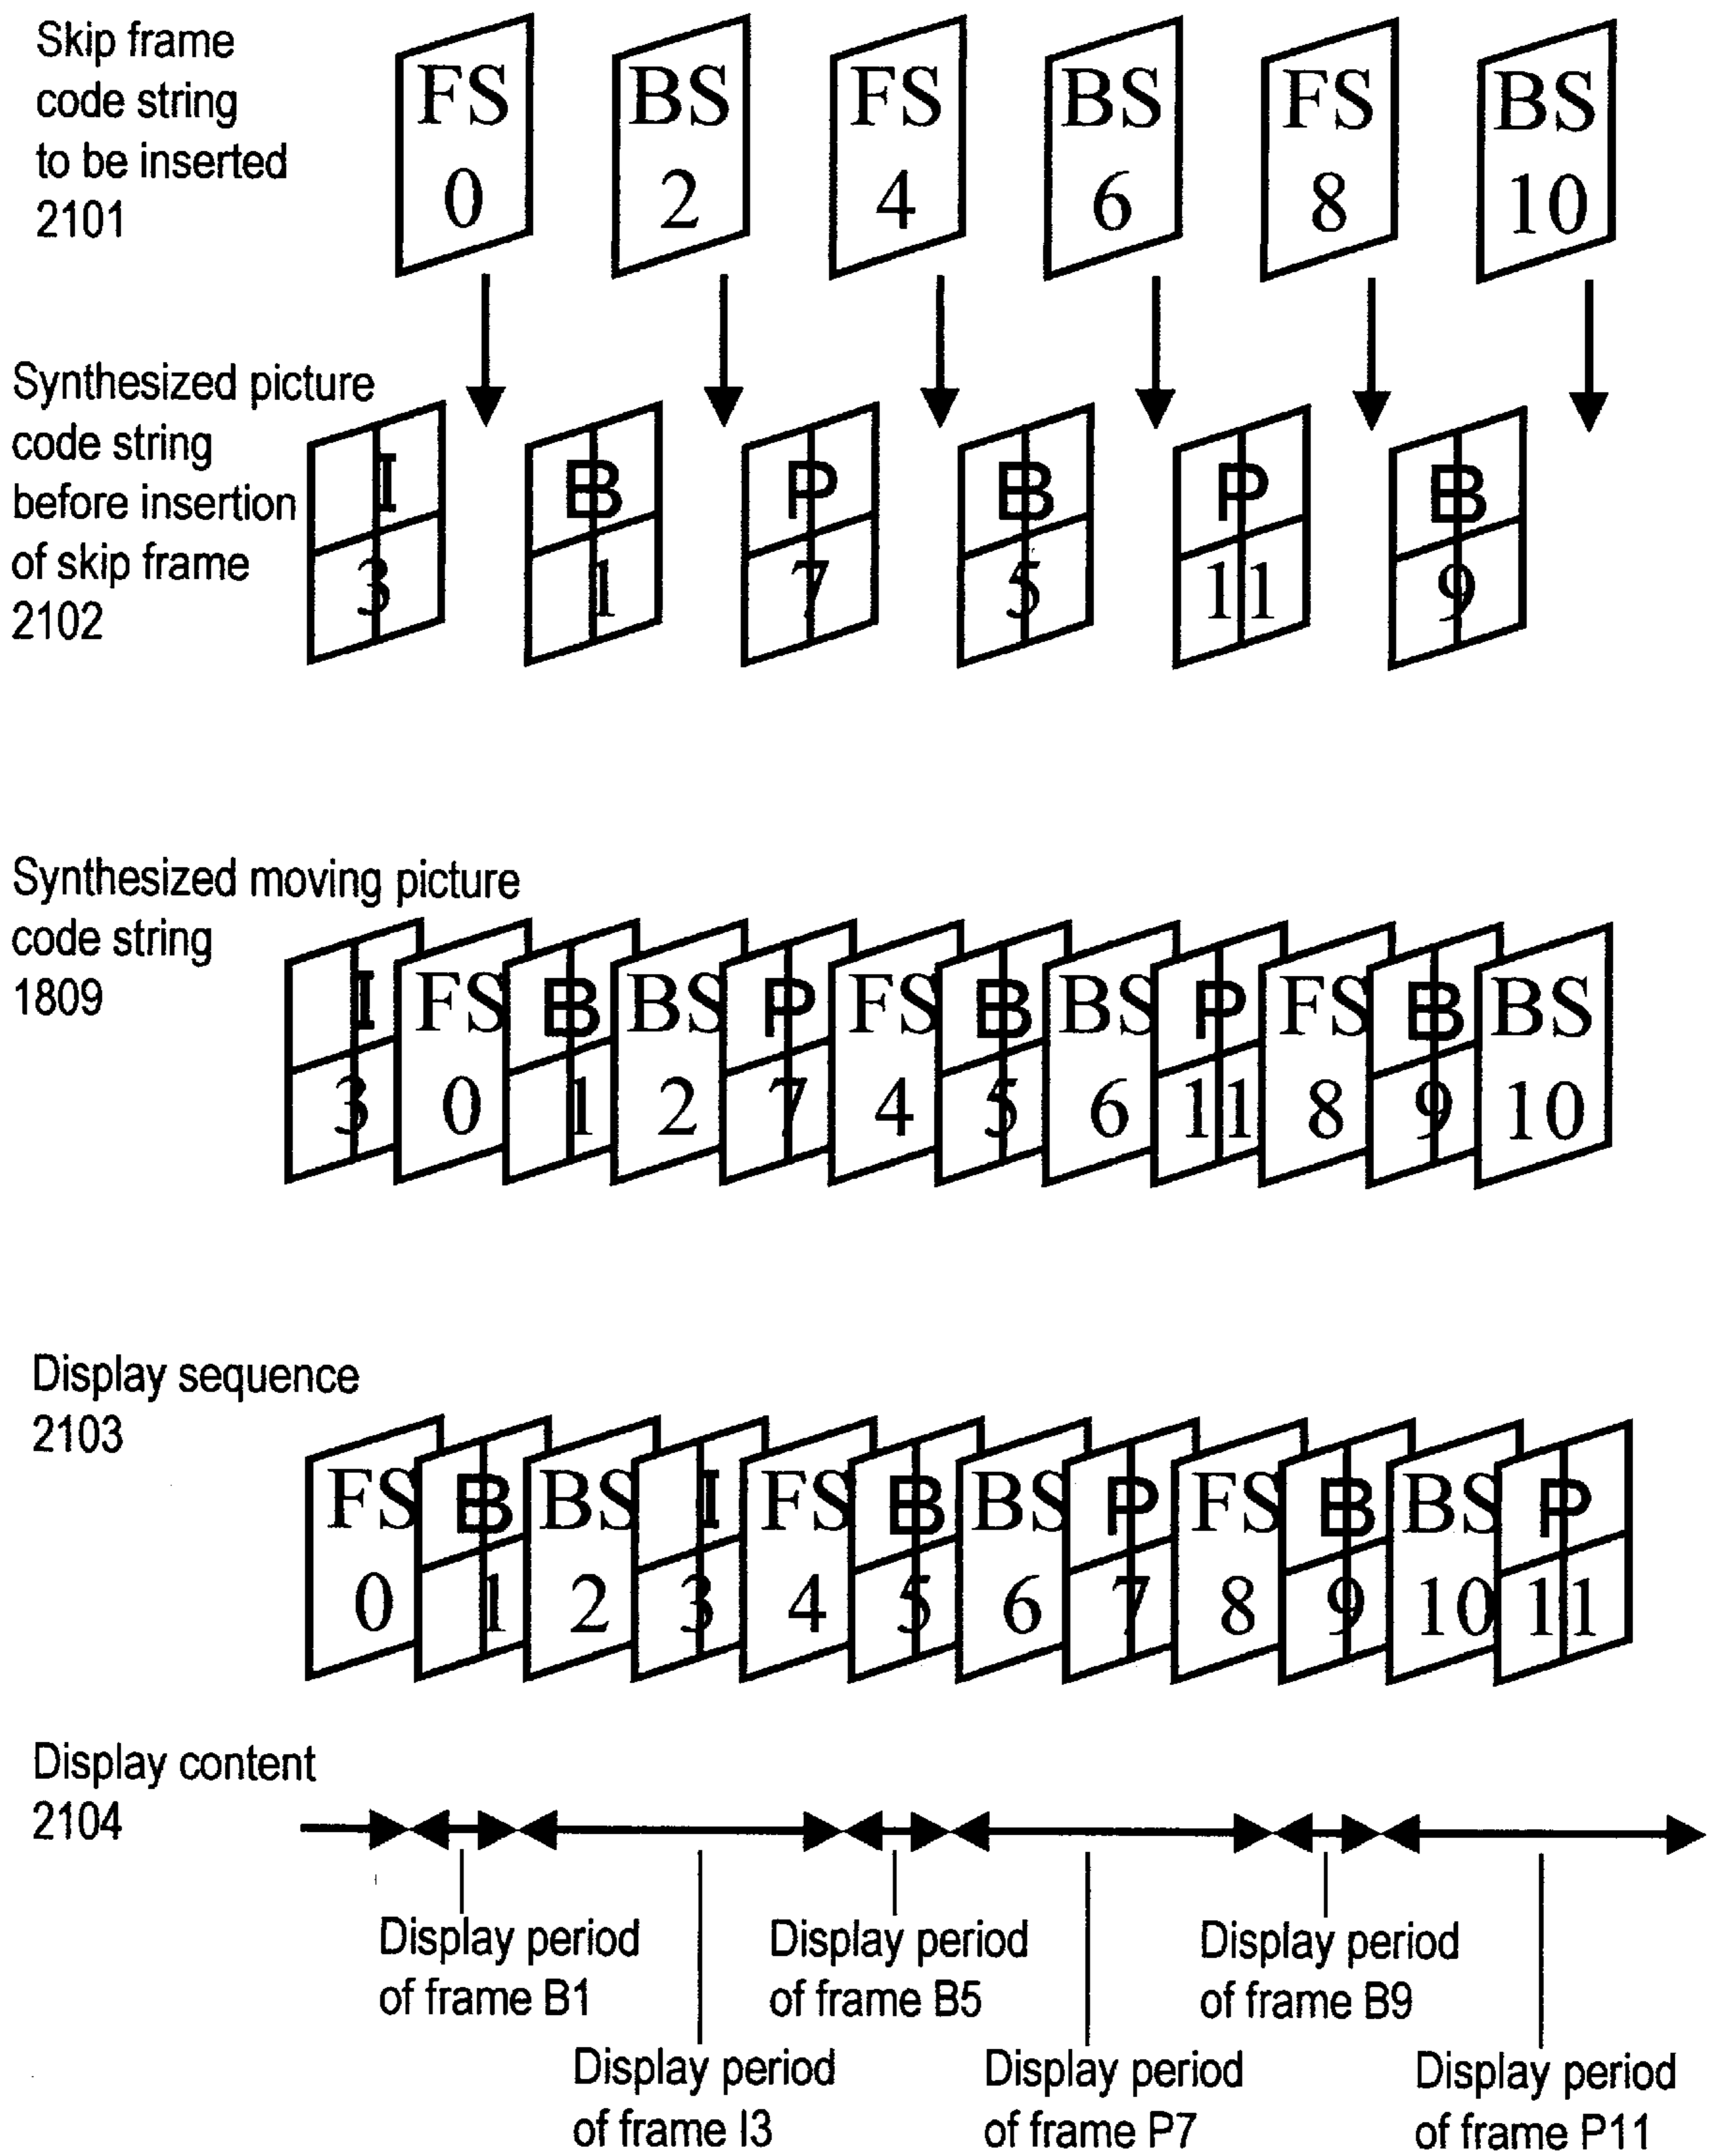 Skip frame
code string
to be inserted
2101
FS BS FS BS FS BS
0 2 4 6 8 10
Synthesized picture
code string
before insertion
of skip frame
2102
I B P B P B
3 1 7 5 11 9
Synthesized moving picture
code string
1809
I FS B BS P FS B BS P FS B BS
3 0 1 2 7 4 5 6 11 8 9 10
Display sequence
2103
FS B BS I FS B BS P FS B BS P
0 1 2 3 4 5 6 7 8 9 10 11
Display content
2104
Display period
of frame B1
Display period
of frame B5
Display period
of frame B9
Display period
of frame I3
Display period
of frame P7
Display period
of frame P11